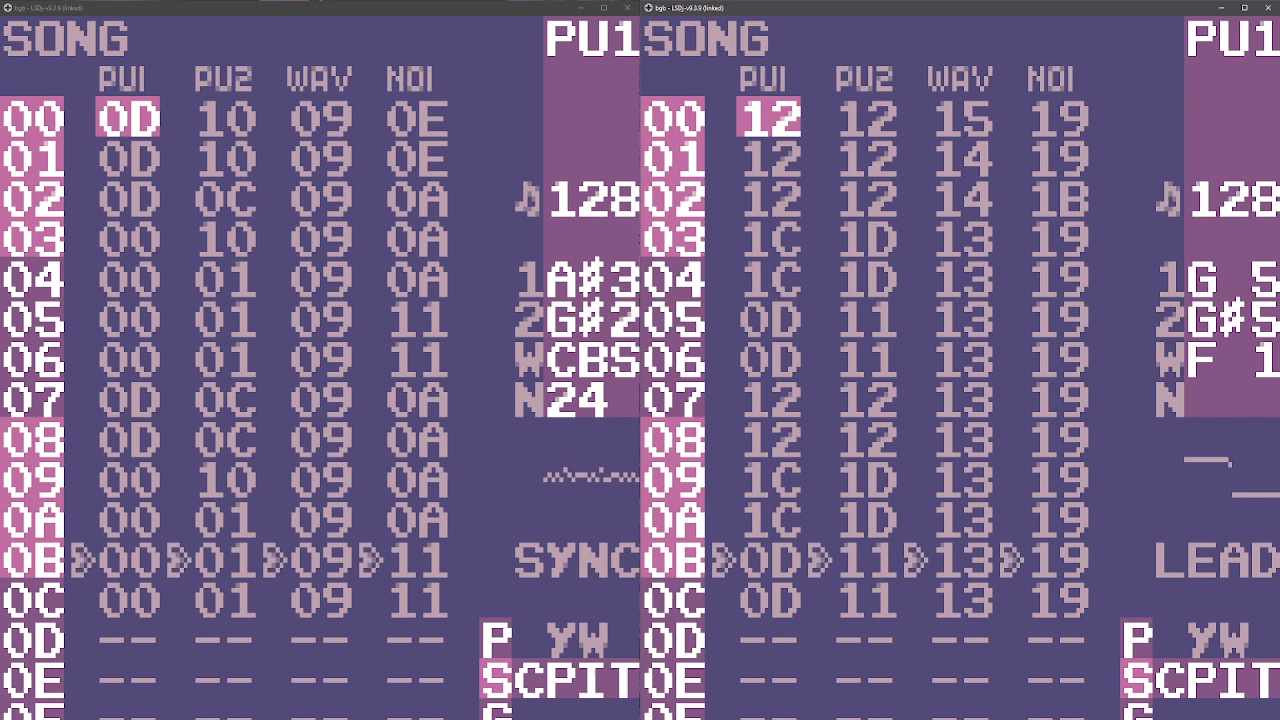 bgb - LSDj-v9.3.9 (linked)
SONG PU1
PU1 PU2 WAV NOI
00 0D 10 09 0E
01 0D 10 09 0E
02 0D 0C 09 0A 128
03 00 10 09 0A
04 00 01 09 0A 1A#3
05 00 01 09 11 2G#2
06 00 01 09 11 WCBS
07 0D 0C 09 0A N24
08 0D 0C 09 0A
09 00 10 09 0A
0A 00 01 09 0A
0B 00 01 09 11 SYNC
0C 00 01 09 11
0D -- -- -- -- P YW
0E -- -- -- -- SCPIT
bgb - LSDj-v9.3.9 (linked)
SONG PU1
PU1 PU2 WAV NOI
00 12 12 15 19
01 12 12 14 19
02 12 12 14 1B 128
03 1C 1D 13 19
04 1C 1D 13 19 1G 5
05 0D 11 13 19 2G#5
06 0D 11 13 19 WF 1
07 12 12 13 19 N
08 12 12 13 19
09 1C 1D 13 19
0A 1C 1D 13 19
0B 0D 11 13 19 LEAD
0C 0D 11 13 19
0D -- -- -- -- P YW
0E -- -- -- -- SCPIT